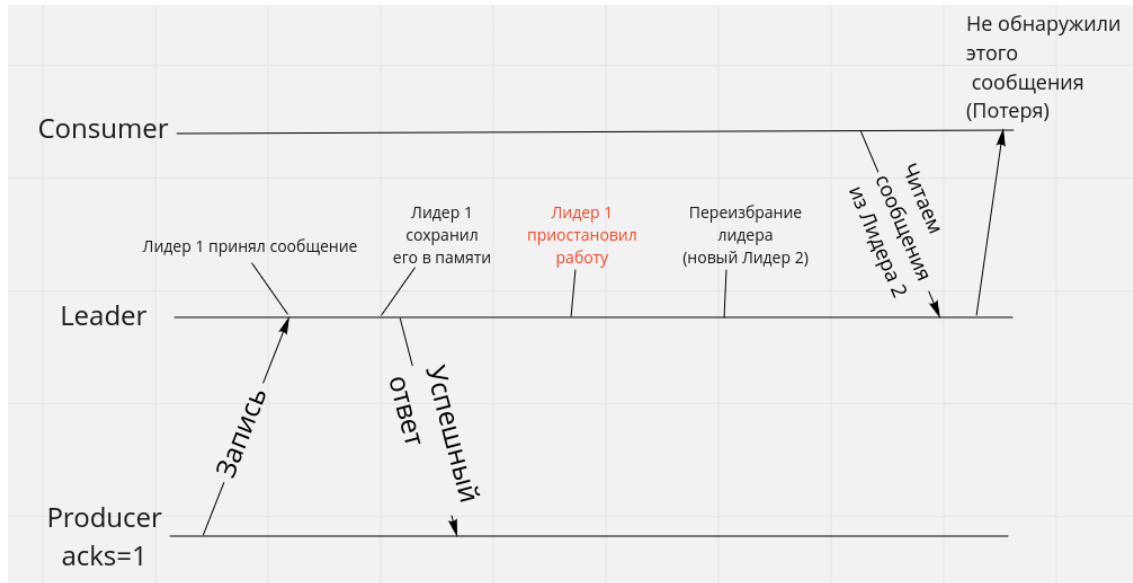 Не обнаружили
этого
сообщения
(Потеря)
Consumer
Читаем
сообщения
из Лидера 2
Лидер 1 принял сообщение
Лидер 1
сохранил
его в памяти
Лидер 1
приостановил
работу
Переизбрание
лидера
(новый Лидер 2)
Leader
Запись
Успешный
ответ
Producer
acks=1